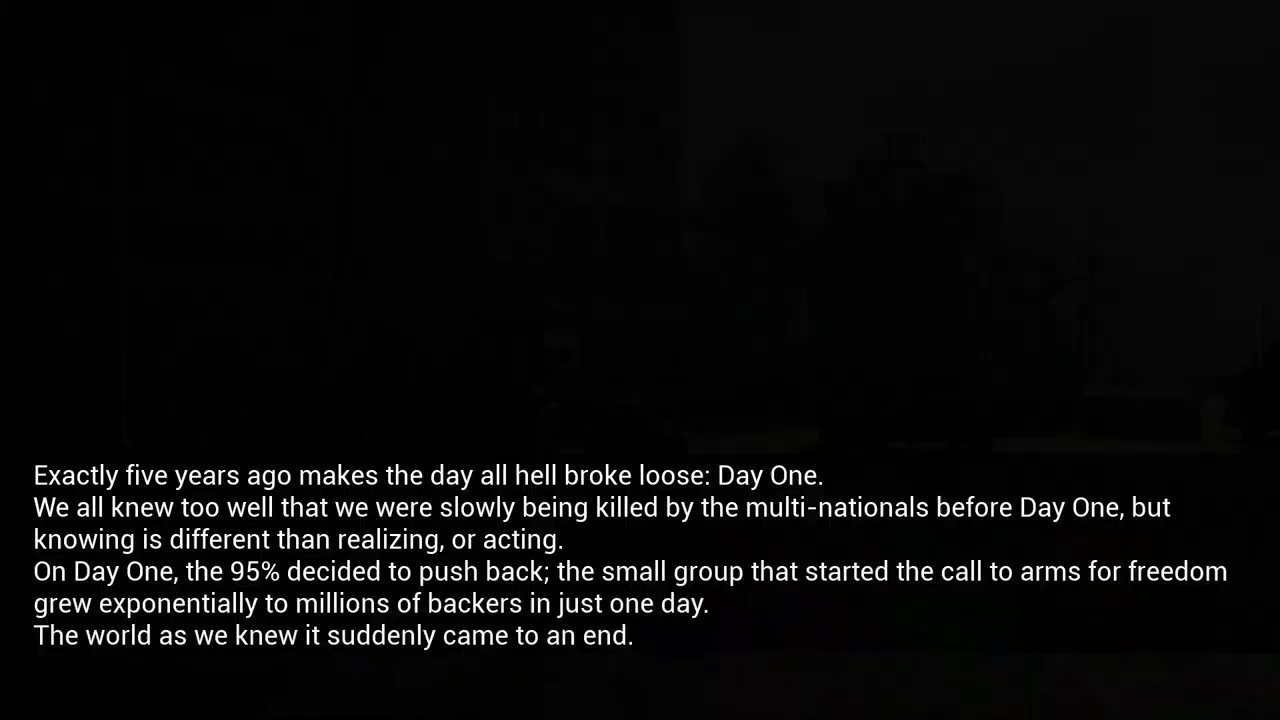 Exactly five years ago makes the day all hell broke loose: Day One.
We all knew too well that we were slowly being killed by the multi-nationals before Day One, but
knowing is different than realizing, or acting.
On Day One, the 95% decided to push back; the small group that started the call to arms for freedom
grew exponentially to millions of backers in just one day.
The world as we knew it suddenly came to an end.